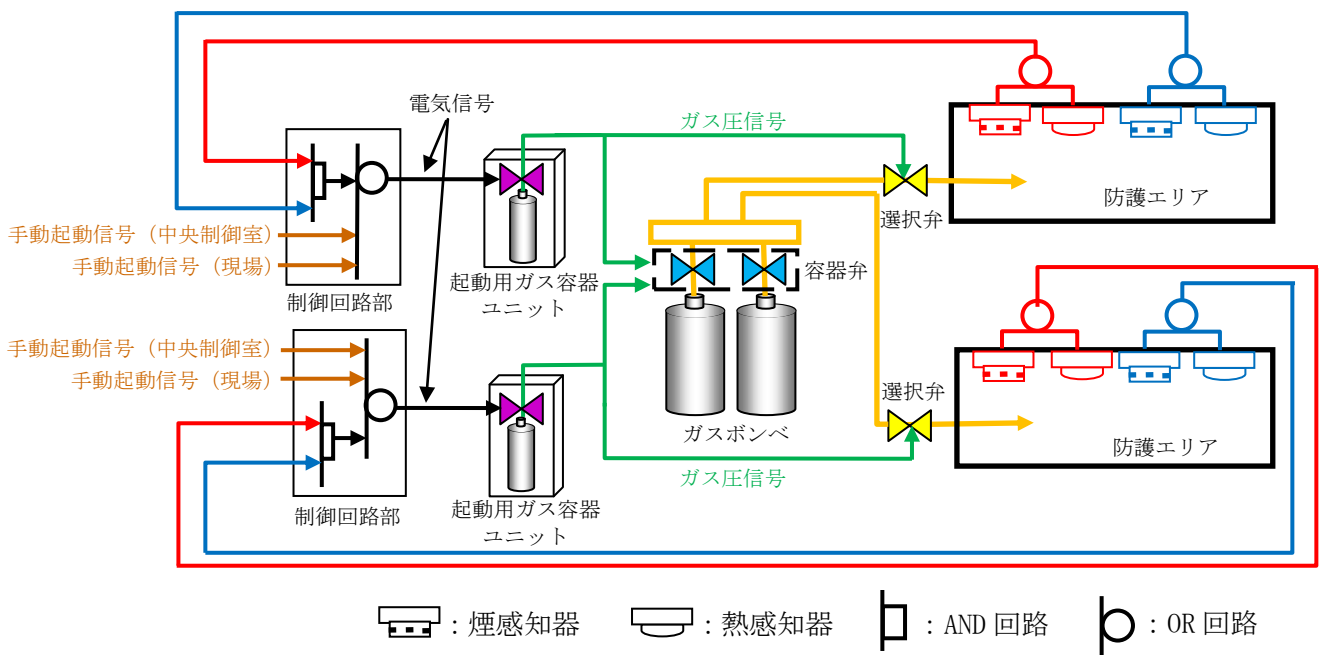 電気信号
ガス圧信号
防護エリア
選択弁
手動起動信号（中央制御室）
手動起動信号（現場）
制御回路部
起動用ガス容器
ユニット
容器弁
手動起動信号（中央制御室）
手動起動信号（現場）
ガスボンベ
選択弁
防護エリア
ガス圧信号
制御回路部
起動用ガス容器
ユニット
：煙感知器 ：熱感知器 ：AND 回路 ：OR 回路